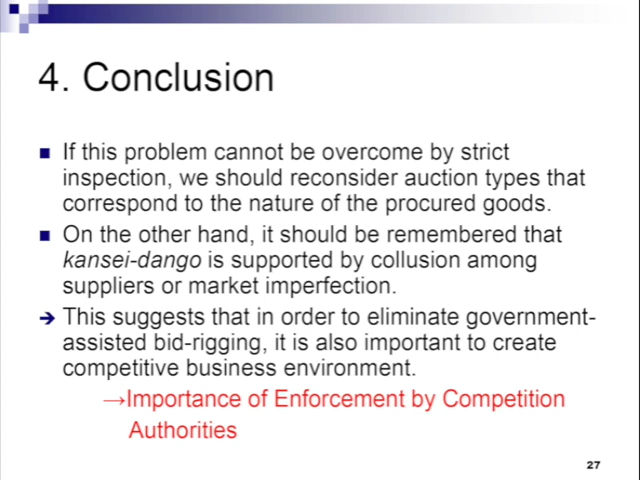 4. Conclusion
If this problem cannot be overcome by strict
inspection, we should reconsider auction types that
correspond to the nature of the procured goods.
On the other hand, it should be remembered that
kansei-dango is supported by collusion among
suppliers or market imperfection.
➔ This suggests that in order to eliminate government-
assisted bid-rigging, it is also important to create
competitive business environment.
→Importance of Enforcement by Competition
Authorities
27